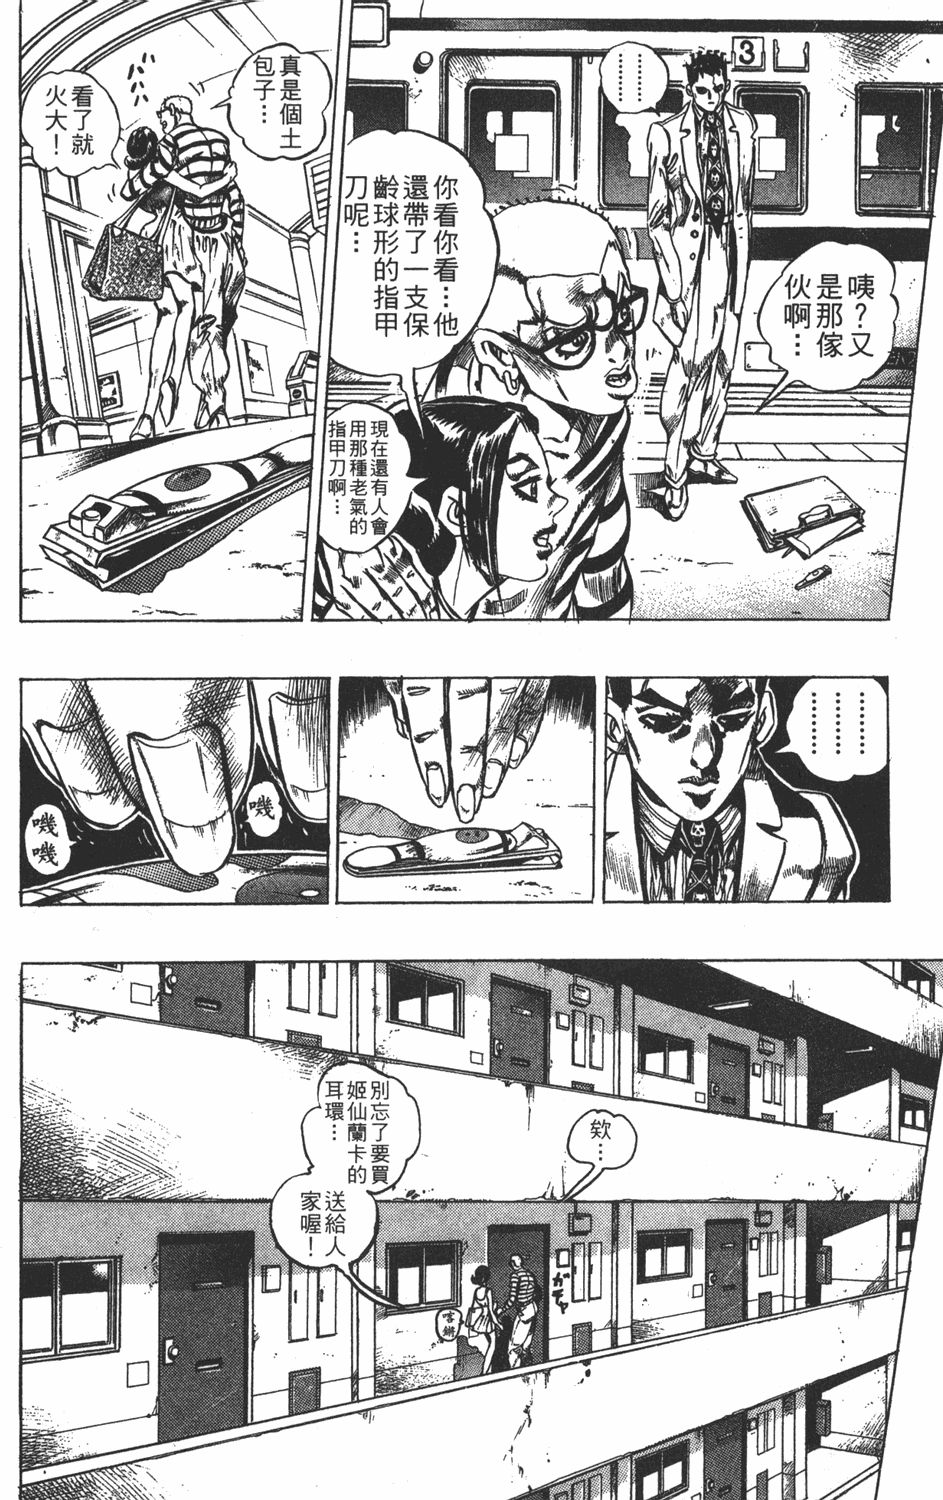 3
………
咦？又
是那傢
伙啊…
你看你看…他
還帶了一支保
齡球形的指甲
刀呢…
現在還有人會
用那種老氣的
指甲刀啊…
真是個土
包子…
看了就
火大！
………………
嘰
嘰
嘰
欸…
別忘了要買
姬仙蘭卡的
耳環…
送給人
家喔！
ガチャ